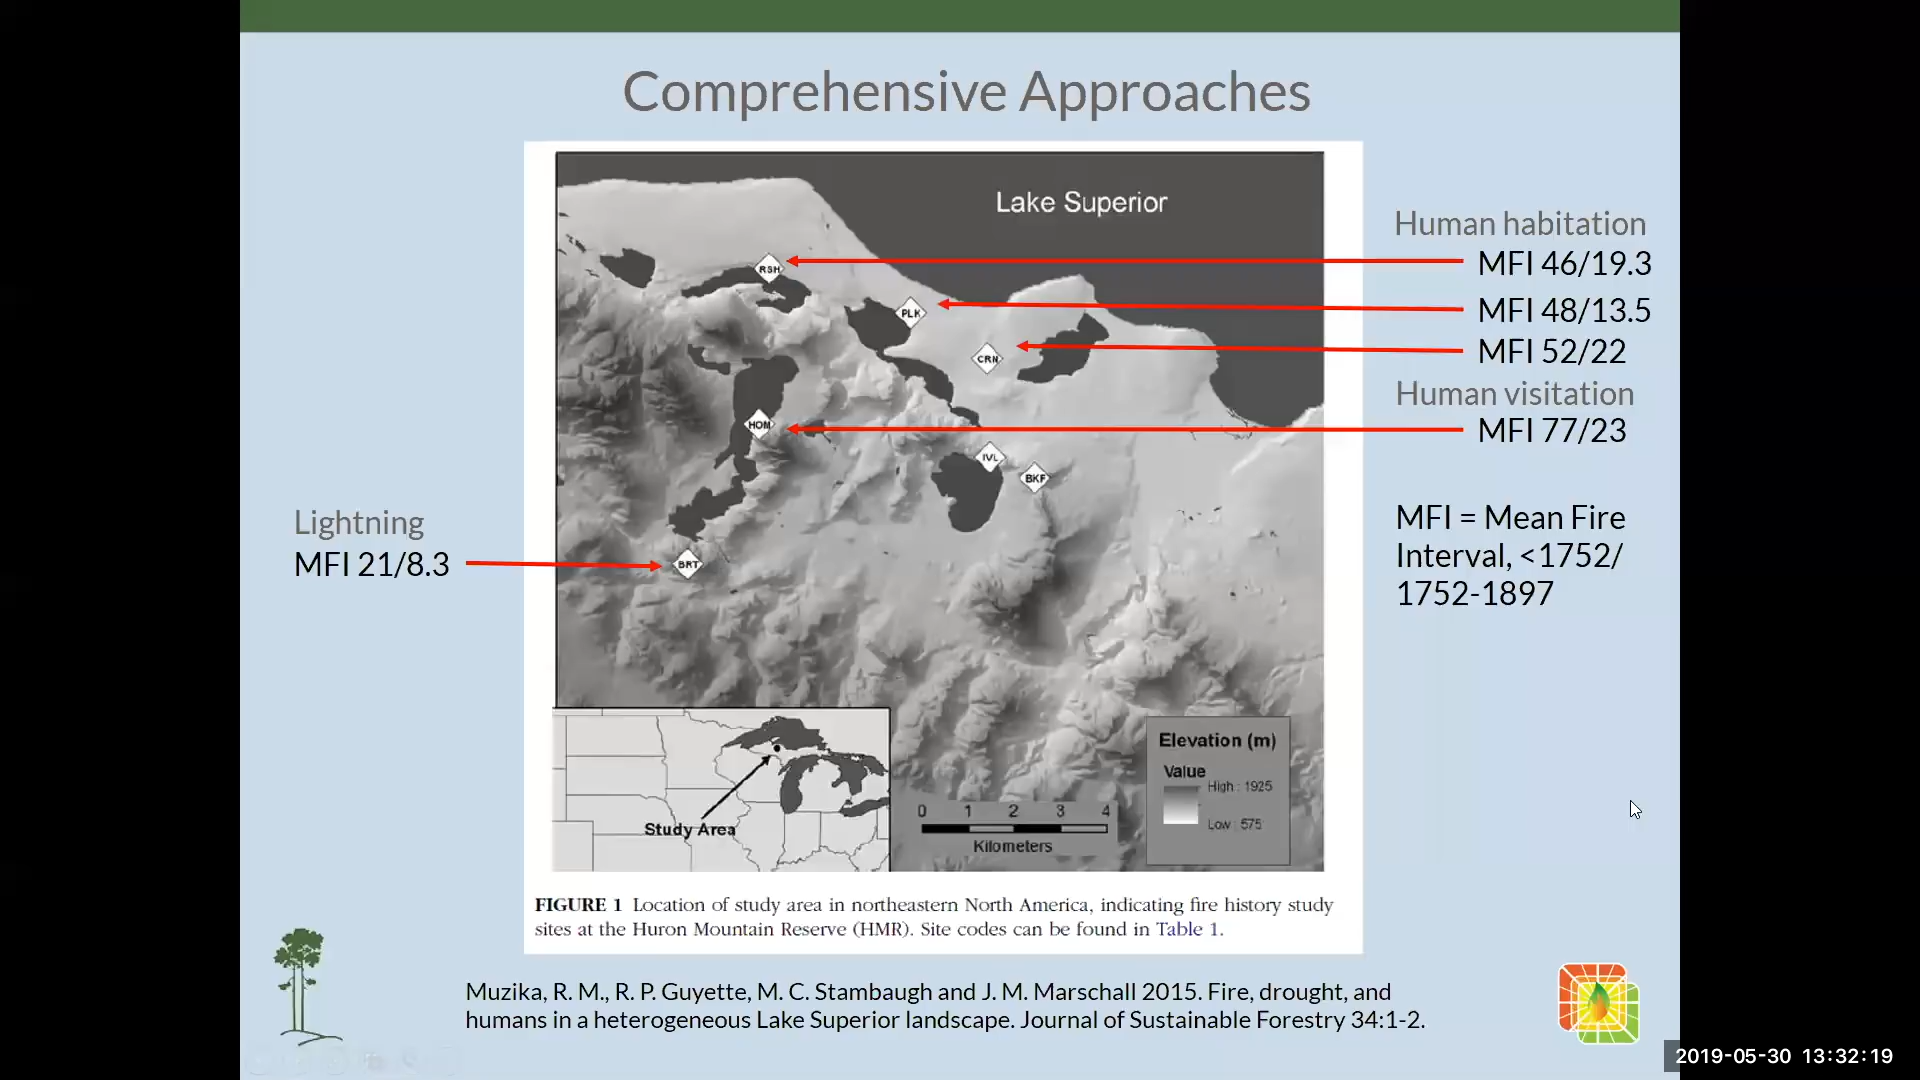 Comprehensive Approaches
Lake Superior
RSH
PLK
CRN
HOM
IVL
BKF
BRT
Human habitation
MFI 46/19.3
MFI 48/13.5
MFI 52/22
Human visitation
MFI 77/23
MFI = Mean Fire
Interval, <1752/
1752-1897
Lightning
MFI 21/8.3
Study Area
0 1 2 3 4
Kilometers
Elevation (m)
Value
High : 1925
Low : 575
FIGURE 1 Location of study area in northeastern North America, indicating fire history study
sites at the Huron Mountain Reserve (HMR). Site codes can be found in Table 1.
Muzika, R. M., R. P. Guyette, M. C. Stambaugh and J. M. Marschall 2015. Fire, drought, and
humans in a heterogeneous Lake Superior landscape. Journal of Sustainable Forestry 34:1-2.
2019-05-30 13:32:19